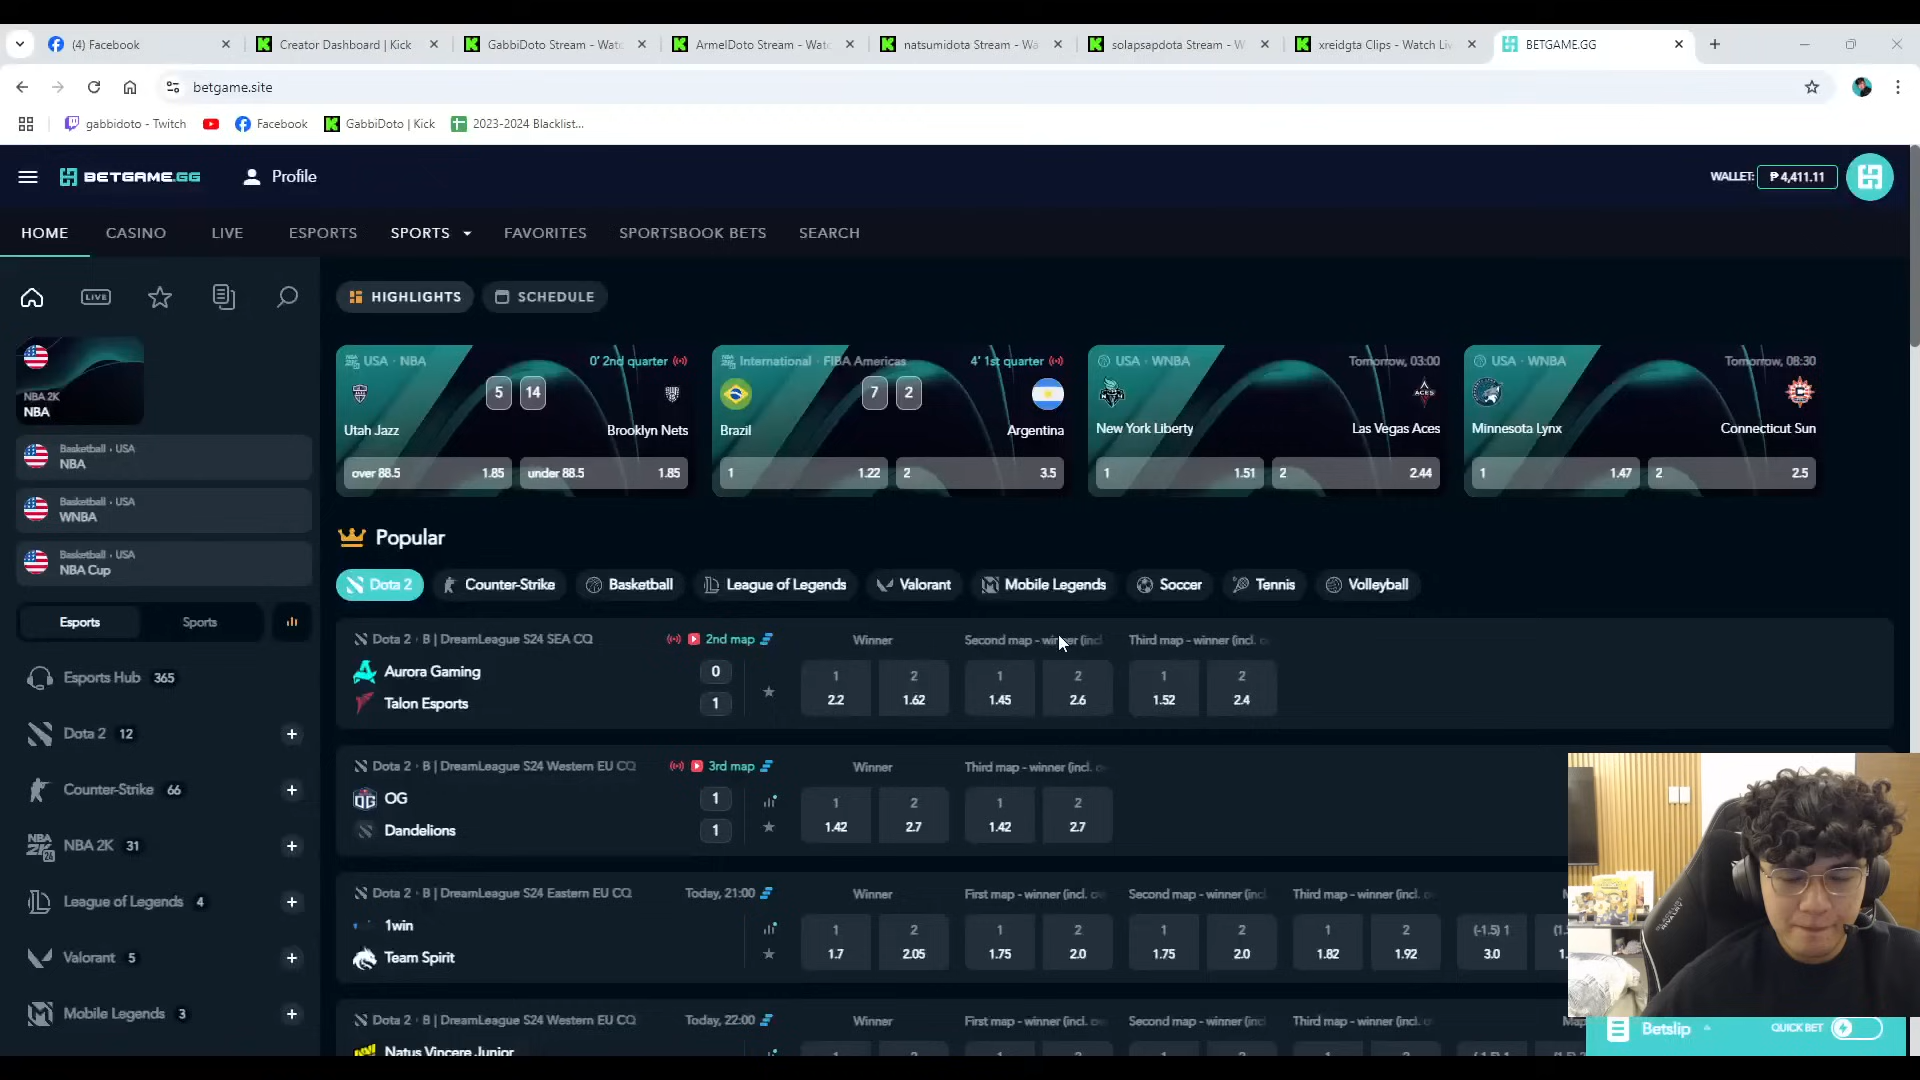 (4) Facebook
Creator Dashboard | Kick
GabbiDoto Stream - Watc
ArmelDoto Stream - Watc
natsumidota Stream - Wa
solapsapdota Stream - W
xreidgta Clips - Watch Liv
BETGAME.GG
betgame.site
gabbidoto - Twitch
Facebook
GabbiDoto | Kick
2023-2024 Blacklist...
BETGAME.GG
Profile
WALLET: ₱ 4,411.11
HOME
CASINO
LIVE
ESPORTS
SPORTS
FAVORITES
SPORTSBOOK BETS
SEARCH
LIVE
HIGHLIGHTS
SCHEDULE
NBA 2K
NBA
Basketball · USA
NBA
Basketball · USA
WNBA
Basketball · USA
NBA Cup
Esports
Sports
Esports Hub 365
Dota 2 12
Counter-Strike 66
NBA 2K 31
League of Legends 4
Valorant 5
Mobile Legends 3
USA · NBA 0' 2nd quarter
5 14
Utah Jazz Brooklyn Nets
over 88.5 1.85 under 88.5 1.85
International · FIBA Americas 4' 1st quarter
7 2
Brazil Argentina
1 1.22 2 3.5
USA · WNBA Tomorrow, 03:00
New York Liberty Las Vegas Aces
1 1.51 2 2.44
USA · WNBA Tomorrow, 08:30
Minnesota Lynx Connecticut Sun
1 1.47 2 2.5
Popular
Dota 2
Counter-Strike
Basketball
League of Legends
Valorant
Mobile Legends
Soccer
Tennis
Volleyball
Dota 2 · B | DreamLeague S24 SEA CQ 2nd map Winner Second map - winner (incl. Third map - winner (incl. o
Aurora Gaming 0
Talon Esports 1
1 2 1 2 1 2
2.2 1.62 1.45 2.6 1.52 2.4
Dota 2 · B | DreamLeague S24 Western EU CQ 3rd map Winner Third map - winner (incl. o
OG 1
Dandelions 1
1 2 1 2
1.42 2.7 1.42 2.7
Dota 2 · B | DreamLeague S24 Eastern EU CQ Today, 21:00 Winner First map - winner (incl. ov Second map - winner (incl Third map - winner (incl. ov
1win
Team Spirit
1 2 1 2 1 2 1 2 (-1.5) 1
1.7 2.05 1.75 2.0 1.75 2.0 1.82 1.92 3.0
Dota 2 · B | DreamLeague S24 Western EU CQ Today, 22:00 Winner First map - winner (incl. ov Second map - winner (incl Third map - winner (incl. ov
Natus Vincere Junior
Betslip
QUICK BET